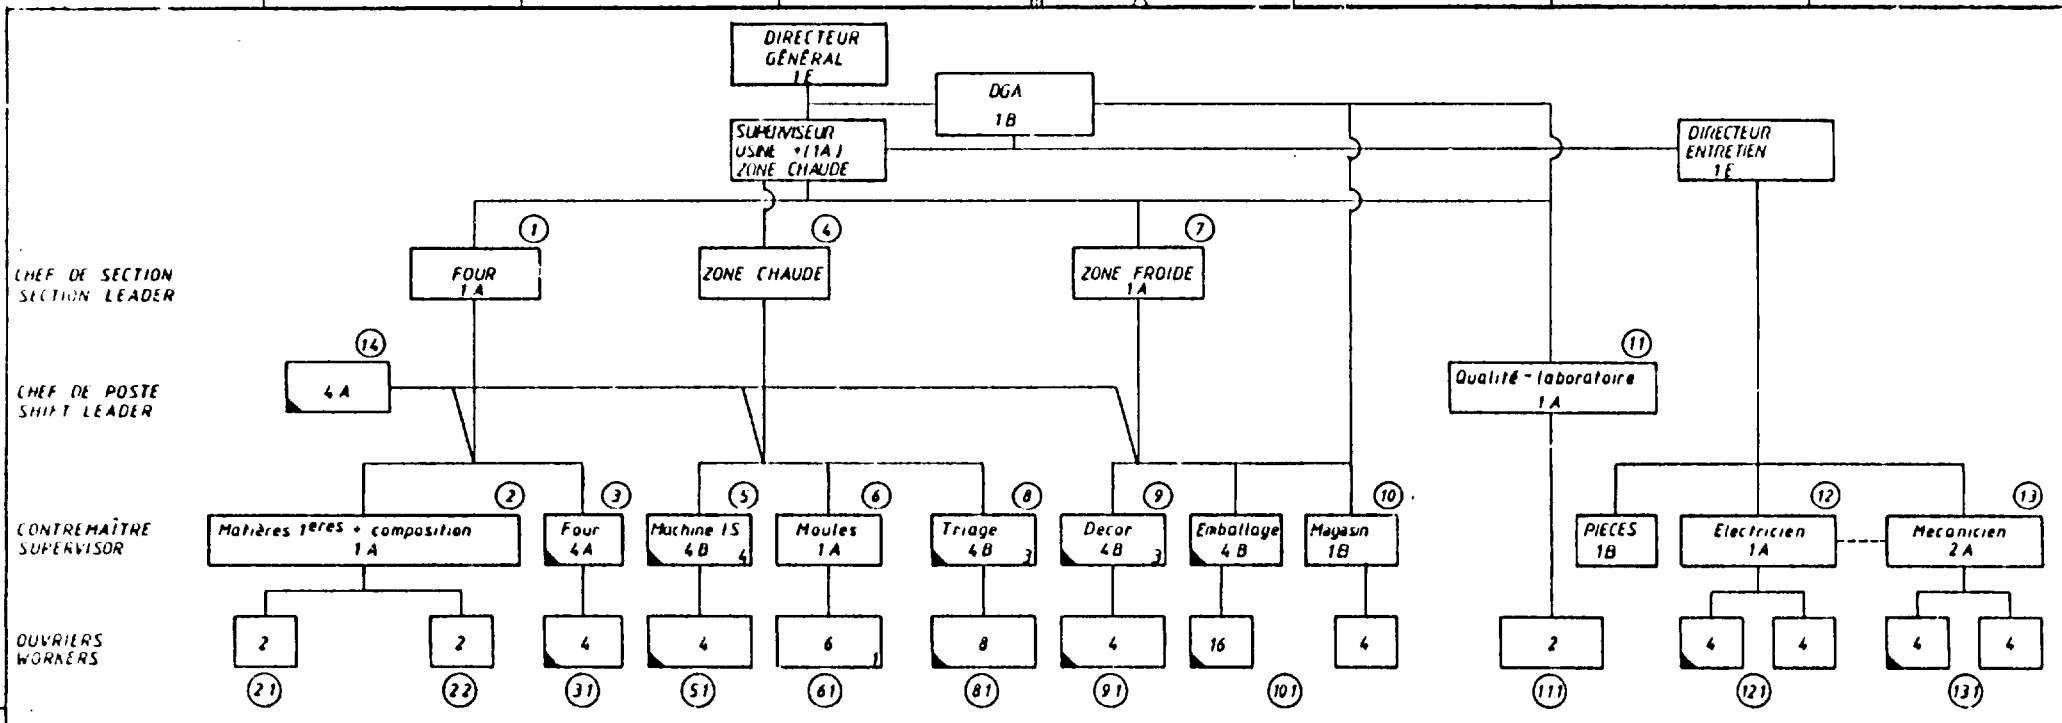 DIRECTEUR
GÉNÉRAL
1E
DGA
1B
SUPERVISEUR
USINE +(1A)
ZONE CHAUDE
DIRECTEUR
ENTRETIEN
1E
1
4
7
CHEF DE SECTION
SECTION LEADER
FOUR
1A
ZONE CHAUDE
ZONE FROIDE
1A
14
11
CHEF DE POSTE
SHIFT LEADER
4A
Qualité - laboratoire
1A
2
3
5
6
8
9
10
12
13
CONTREMAÎTRE
SUPERVISOR
Matières 1eres + composition
1A
Four
4A
Machine IS
4B
4
Moules
1A
Triage
4B
3
Decor
4B
3
Emballage
4B
Magasin
1B
PIECES
1B
Electricien
1A
Mecanicien
2A
OUVRIERS
WORKERS
2
2
4
4
6
1
8
4
16
4
2
4
4
4
4
21
22
31
51
61
81
91
101
111
121
131